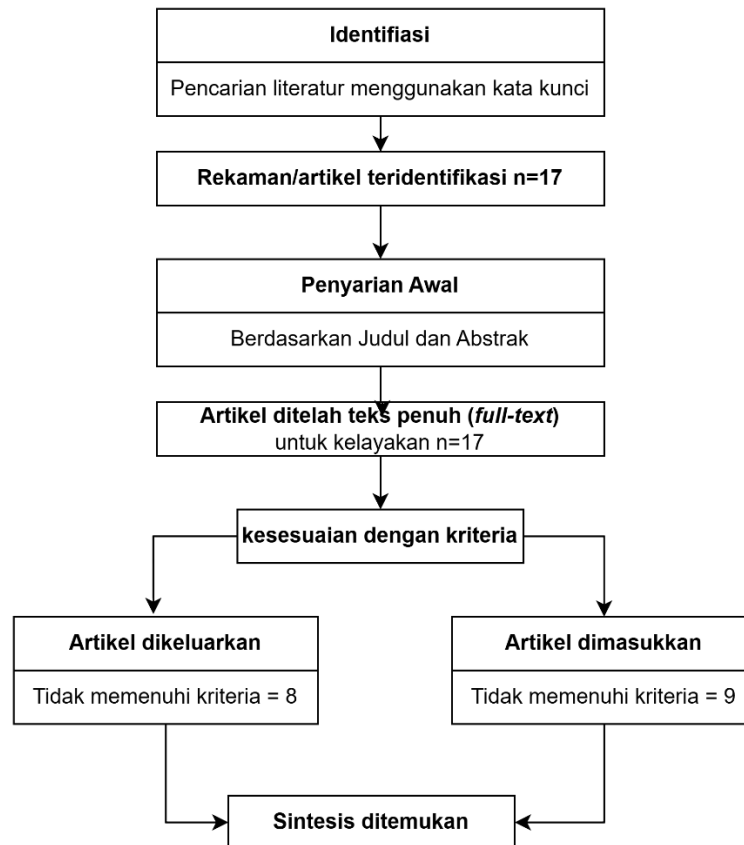 Identifiasi
Pencarian literatur menggunakan kata kunci
Rekaman/artikel teridentifikasi n=17
Penyarian Awal
Berdasarkan Judul dan Abstrak
Artikel ditelah teks penuh (full-text)
untuk kelayakan n=17
kesesuaian dengan kriteria
Artikel dikeluarkan
Tidak memenuhi kriteria = 8
Artikel dimasukkan
Tidak memenuhi kriteria = 9
Sintesis ditemukan